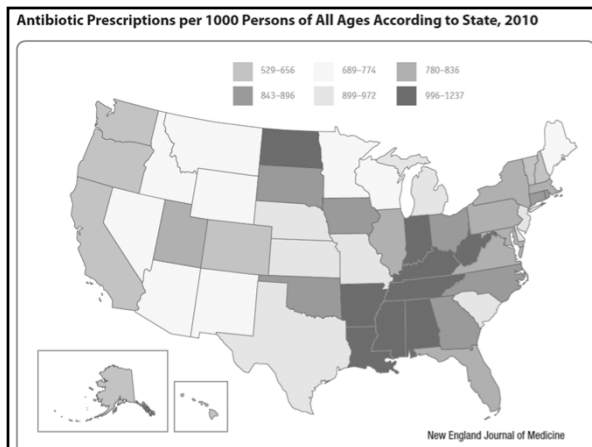 Antibiotic Prescriptions per 1000 Persons of All Ages According to State, 2010
529–656 689–774 780–836
843–896 899–972 996–1237
New England Journal of Medicine